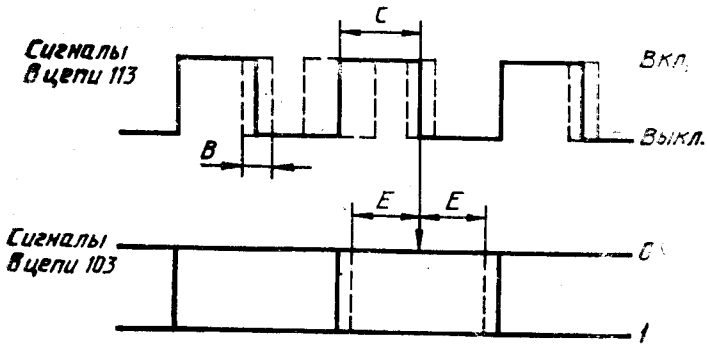 C
Сигналы
в цепи 113
Вкл.
Выкл.
B
E E
Сигналы
в цепи 103
0
1